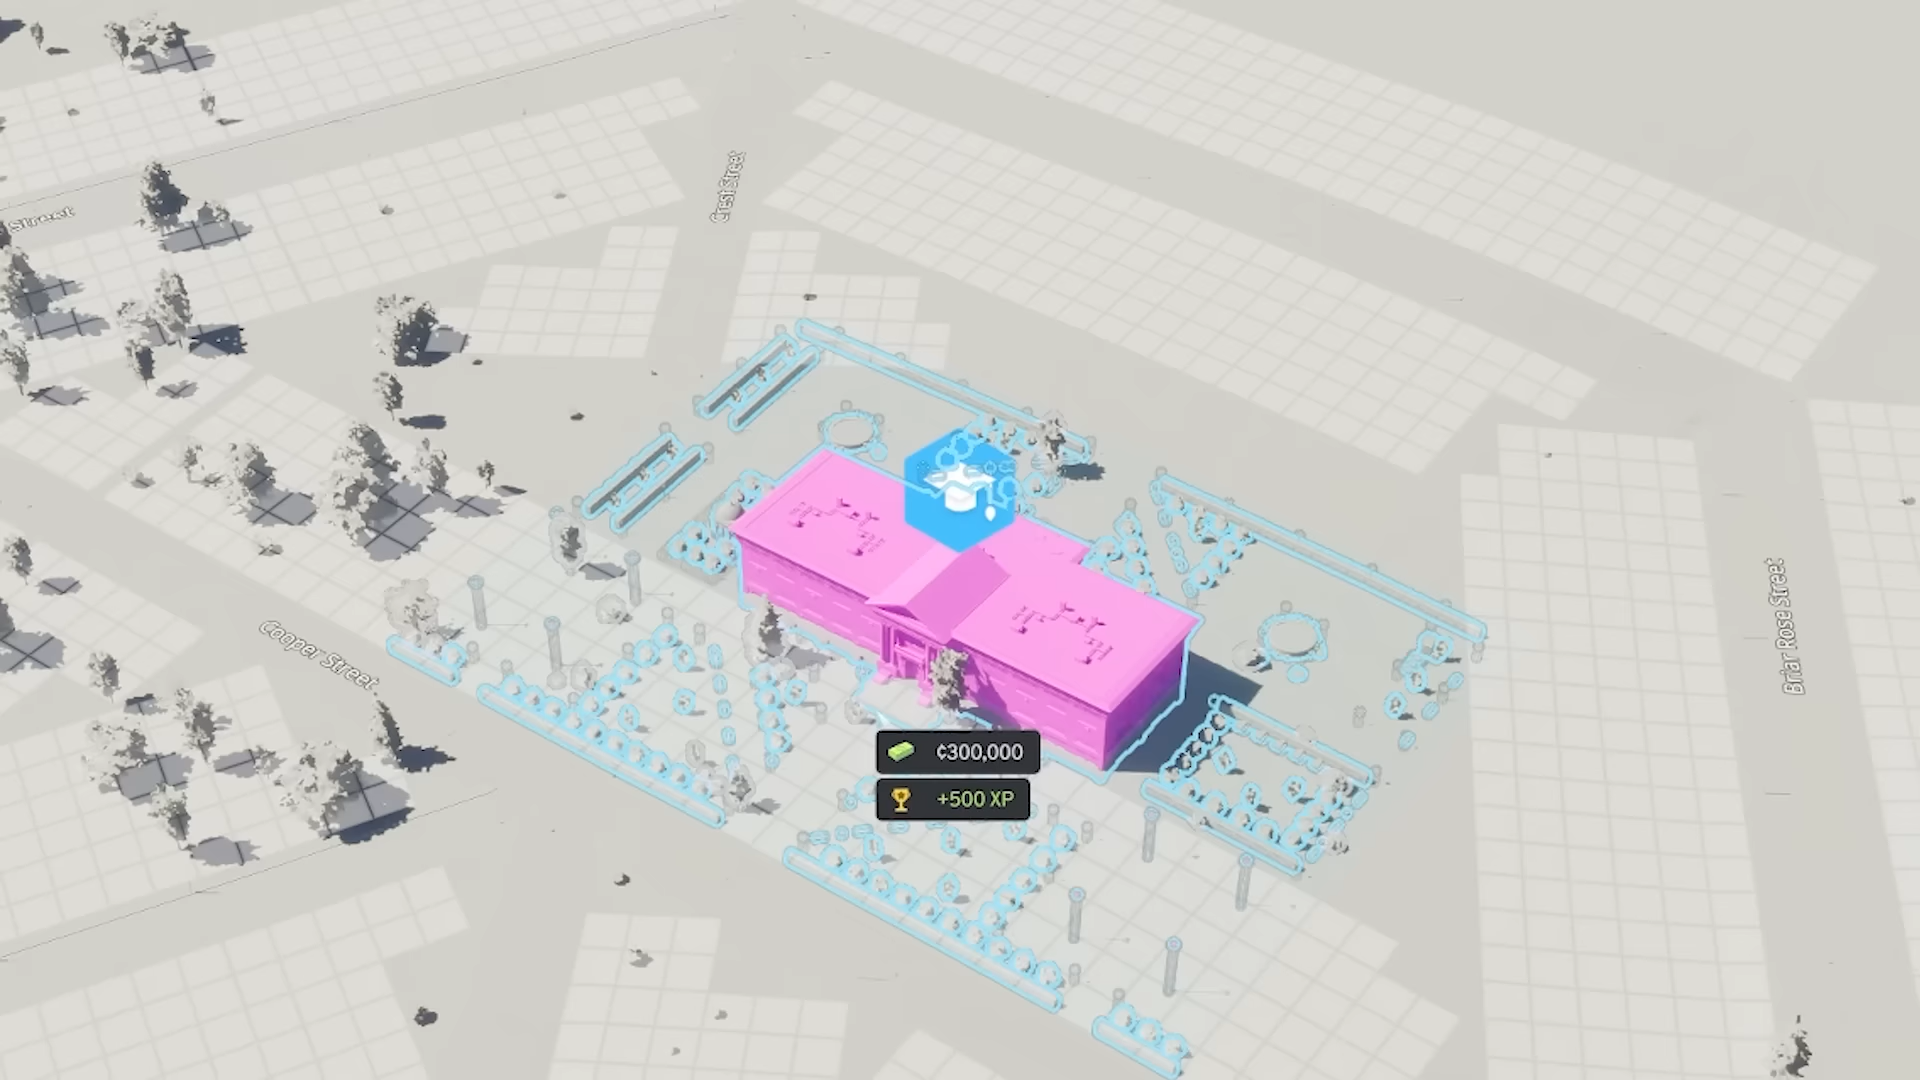 Crest Street
Street
Briar Rose Street
Cooper Street
¢300,000
+500 XP